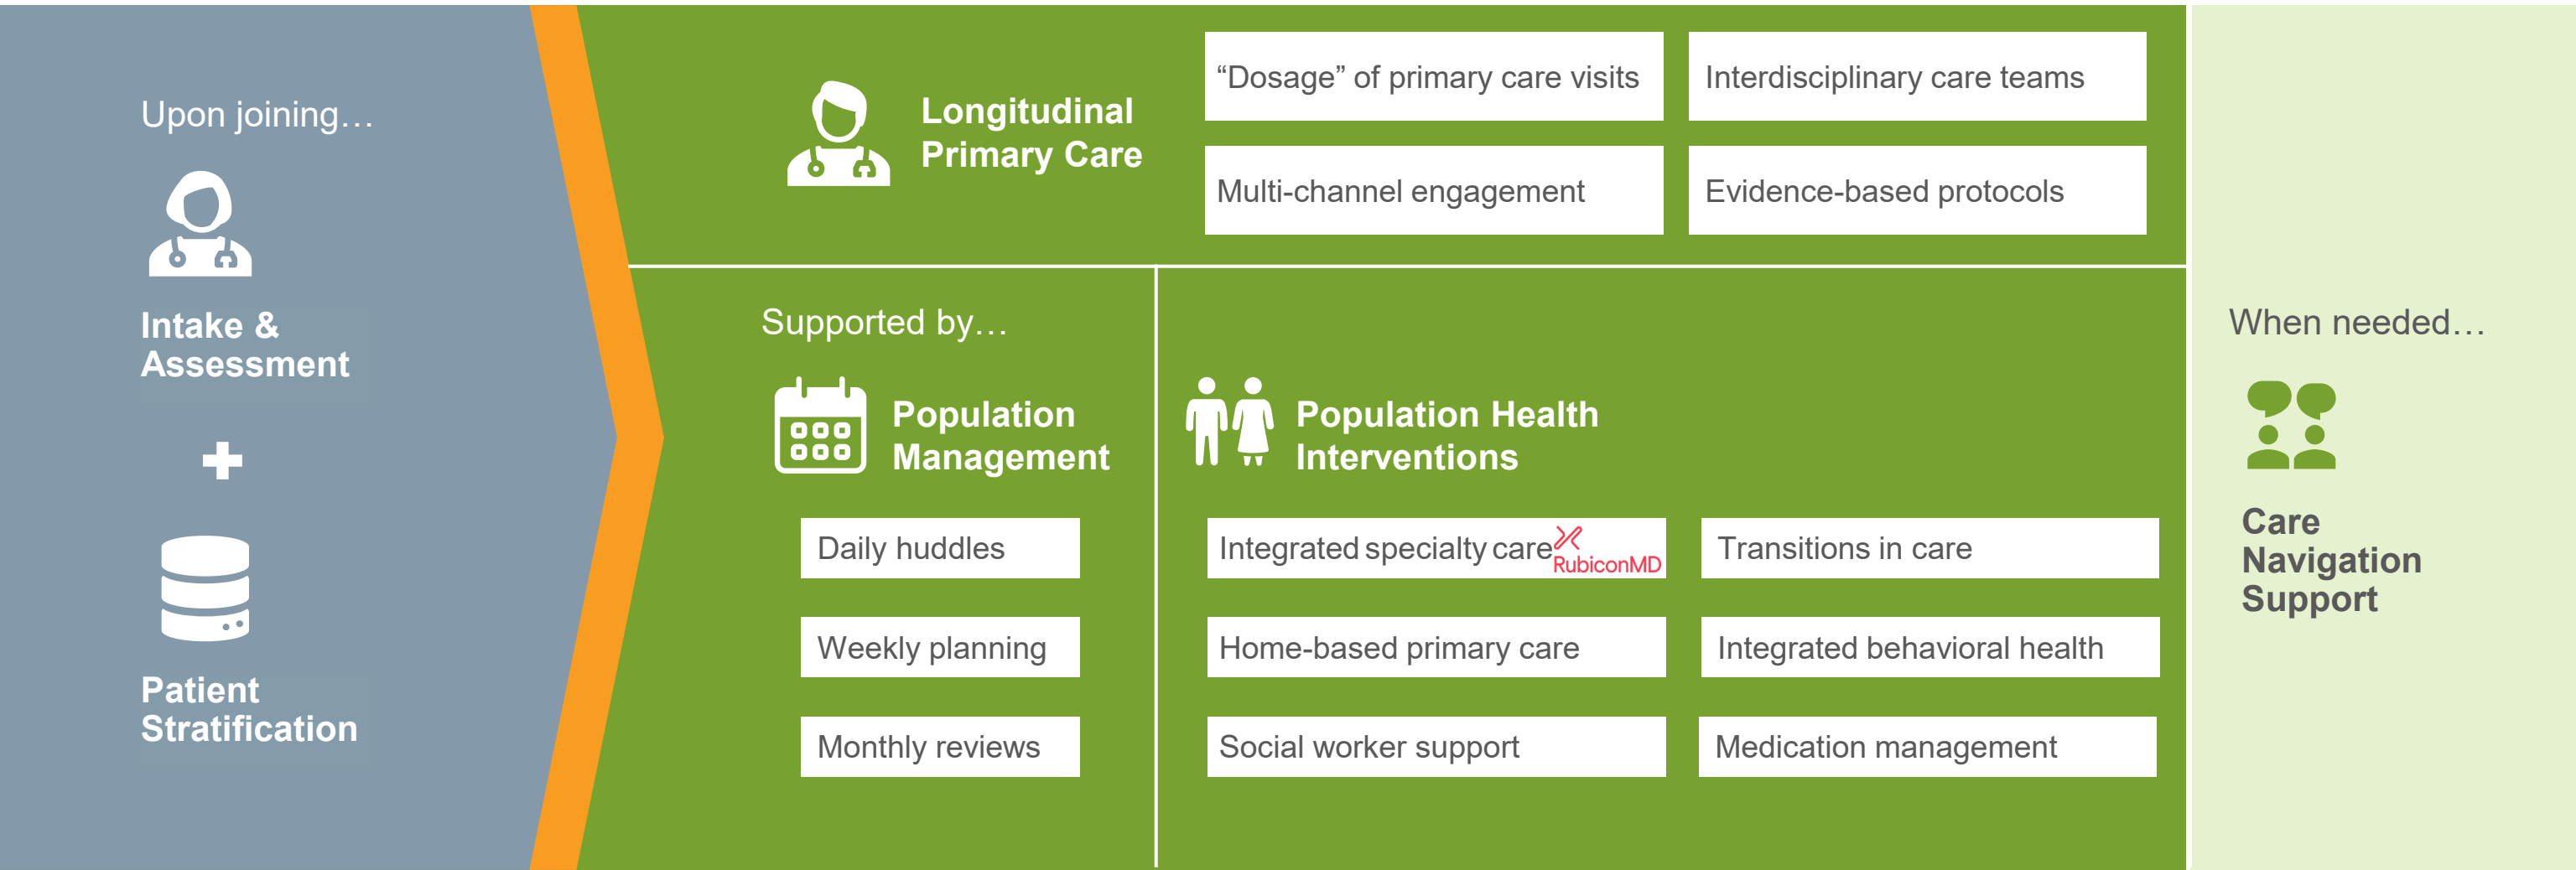 Upon joining…
Intake &
Assessment
Patient
Stratification
Longitudinal
Primary Care
“Dosage” of primary care visits
Interdisciplinary care teams
Multi-channel engagement
Evidence-based protocols
Supported by…
Population
Management
Daily huddles
Weekly planning
Monthly reviews
Population Health
Interventions
Integrated specialty care
RubiconMD
Transitions in care
Home-based primary care
Integrated behavioral health
Social worker support
Medication management
When needed…
Care
Navigation
Support